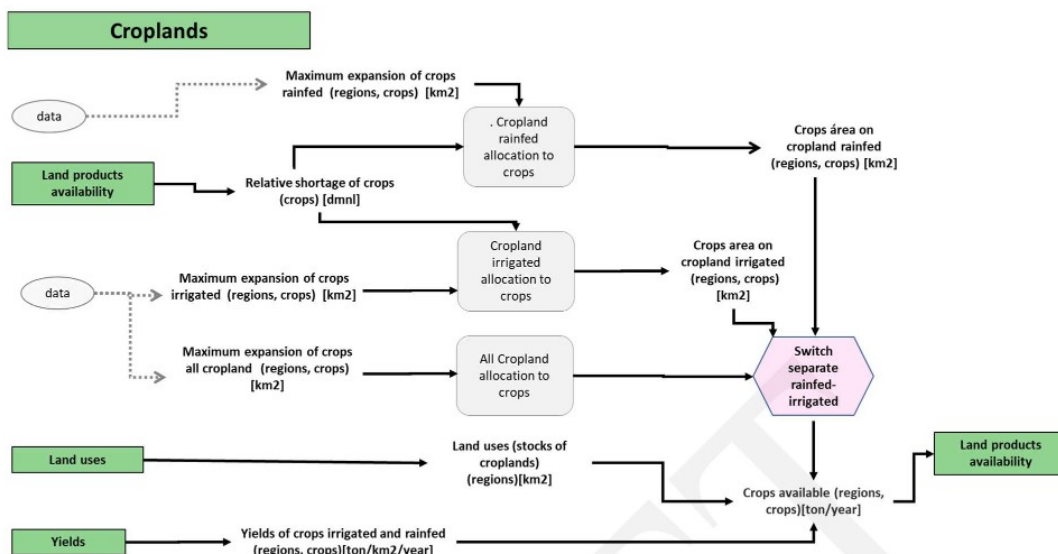 Croplands
Maximum expansion of crops
rainfed (regions, crops) [km2]
data
. Cropland
rainfed
allocation to
crops
Crops área on
cropland rainfed
(regions, crops) [km2]
Land products
availability
Relative shortage of crops
(crops) [dmnl]
Cropland
irrigated
allocation to
crops
Crops area on
cropland irrigated
(regions, crops)
[km2]
data
Maximum expansion of crops
irrigated (regions, crops) [km2]
Maximum expansion of crops
all cropland (regions, crops)
[km2]
All Cropland
allocation to
crops
Switch
separate
rainfed-
irrigated
Land uses
Land uses (stocks of
croplands)
(regions)[km2]
Land products
availability
Crops available (regions,
crops)[ton/year]
Yields
Yields of crops irrigated and rainfed
(regions, crops)[ton/km2/year]